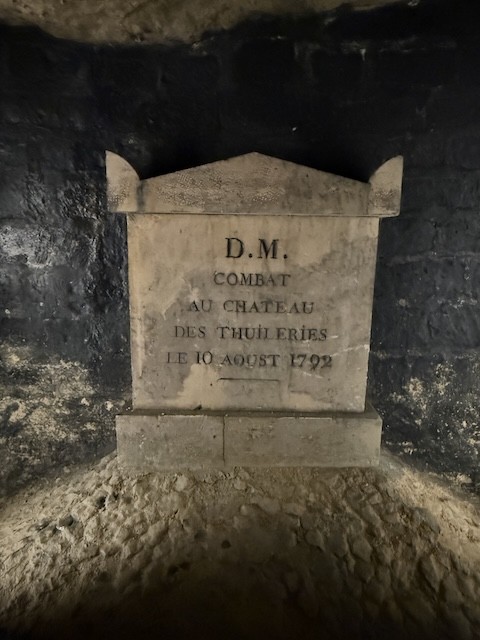 D.M.
COMBAT
AU CHATEAU
DES THUILERIES
LE 10 AOUST 1792